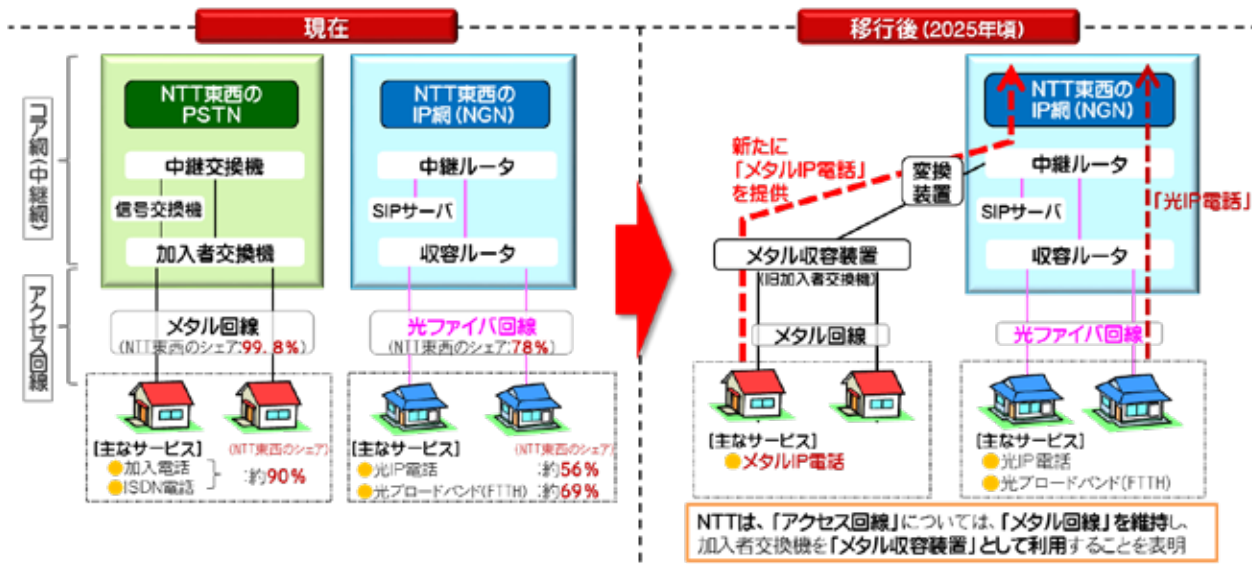 現在
コア網(中継網)
アクセス回線
NTT東西の
PSTN
中継交換機
信号交換機
加入者交換機
メタル回線
(NTT東西のシェア:99.8%)
[主なサービス]
加入電話
ISDN電話
(NTT東西のシェア)
:約90%
NTT東西の
IP網(NGN)
中継ルータ
SIPサーバ
収容ルータ
光ファイバ回線
(NTT東西のシェア:78%)
[主なサービス]
(NTT東西のシェア)
光IP電話 :約56%
光ブロードバンド(FTTH) :約69%
移行後(2025年頃)
新たに
「メタルIP電話」
を提供
変換
装置
メタル収容装置
(旧加入者交換機)
メタル回線
[主なサービス]
メタルIP電話
NTT東西の
IP網(NGN)
中継ルータ
SIPサーバ
収容ルータ
「光IP電話」
光ファイバ回線
[主なサービス]
光IP電話
光ブロードバンド(FTTH)
NTTは、「アクセス回線」については、「メタル回線」を維持し、
加入者交換機を「メタル収容装置」として利用することを表明